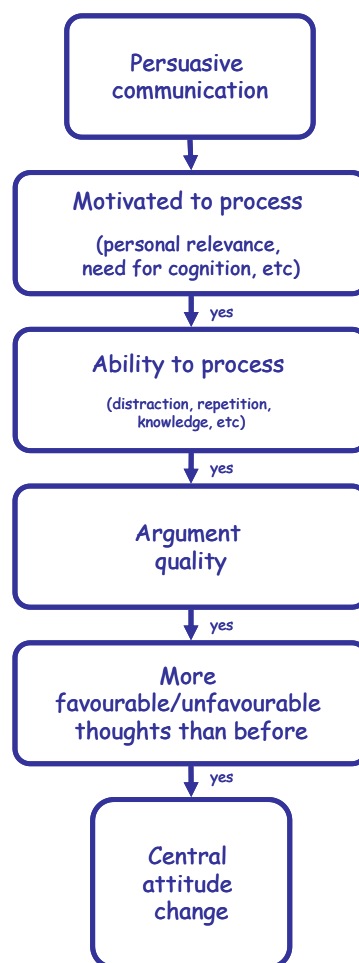 Persuasive
communication
Motivated to process
(personal relevance,
need for cognition, etc)
yes
Ability to process
(distraction, repetition,
knowledge, etc)
yes
Argument
quality
yes
More
favourable/unfavourable
thoughts than before
yes
Central
attitude
change